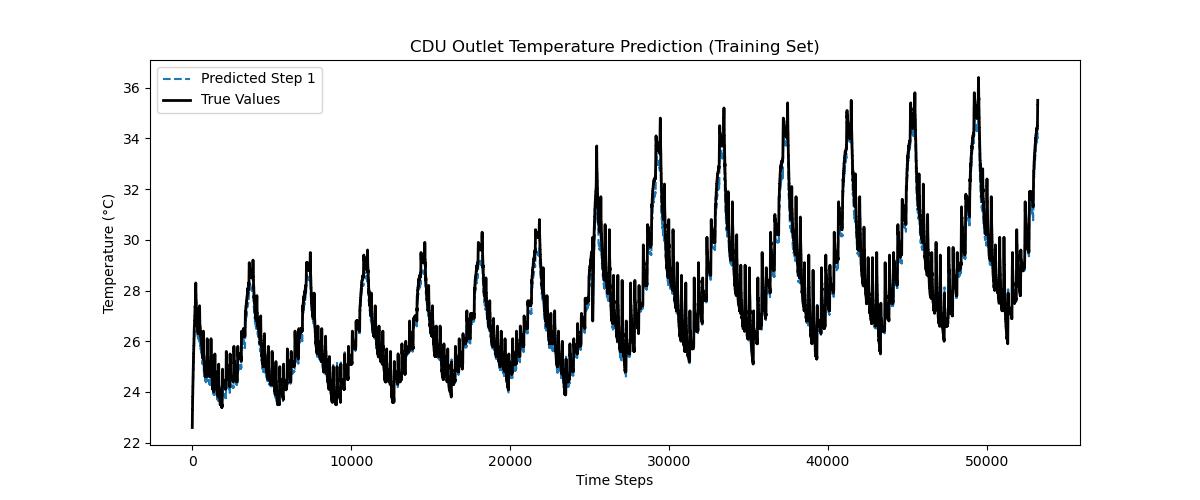 CDU Outlet Temperature Prediction (Training Set)
Predicted Step 1
True Values
Temperature (°C)
36
34
32
30
28
26
24
22
0 10000 20000 30000 40000 50000
Time Steps